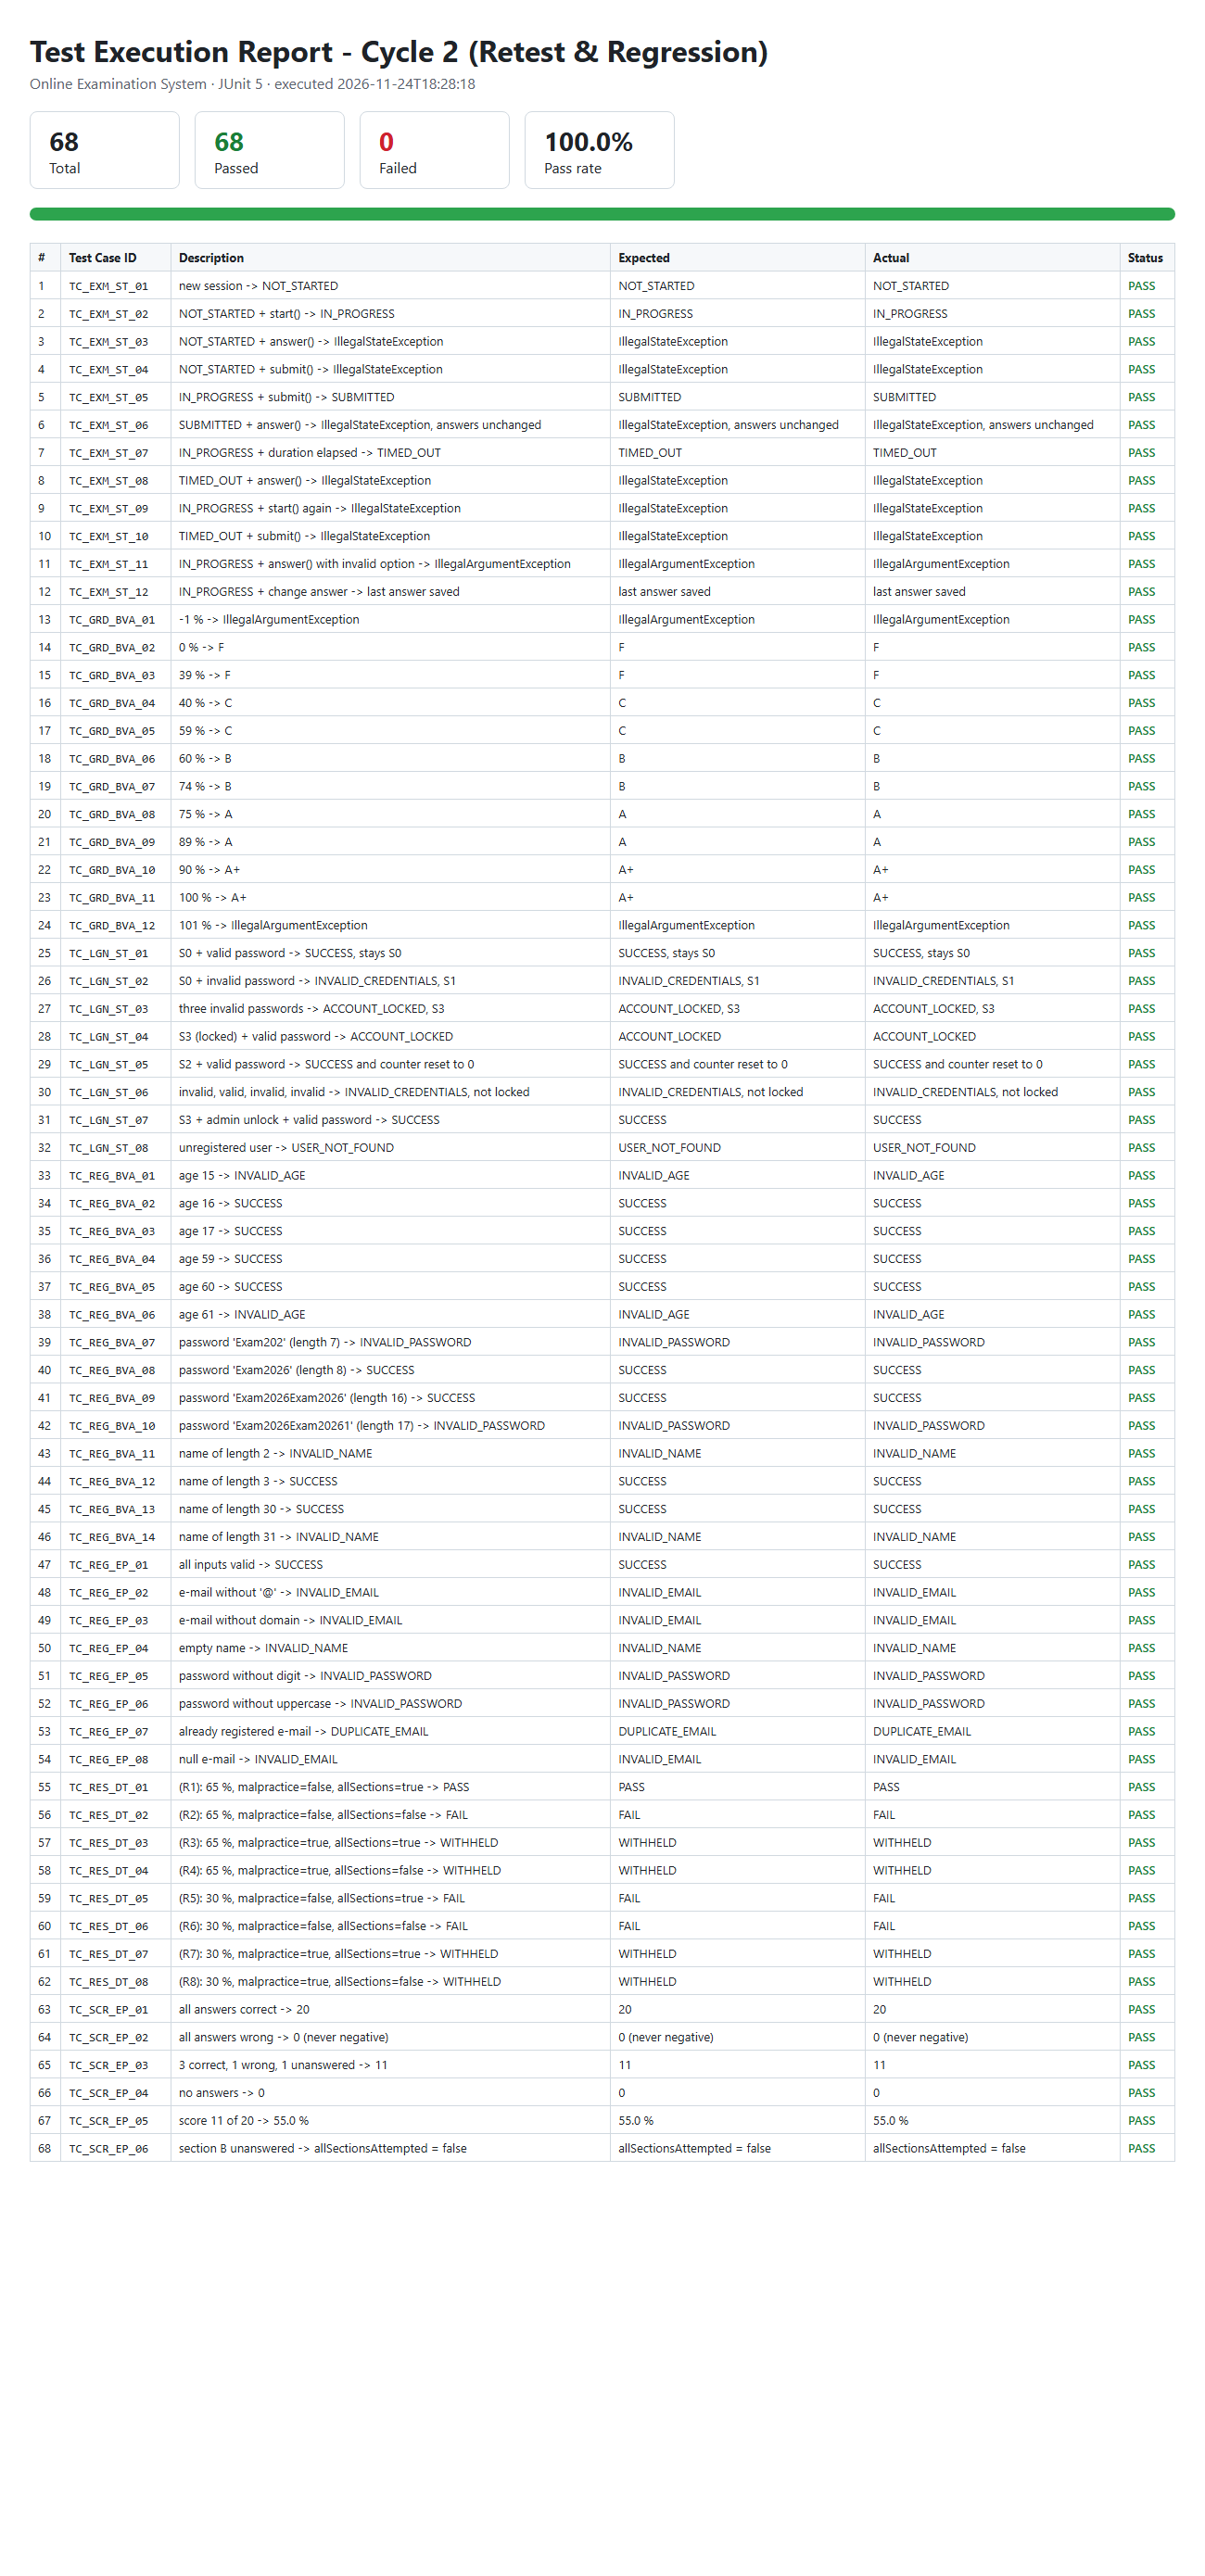 Test Execution Report - Cycle 2 (Retest & Regression)
Online Examination System · JUnit 5 · executed 2026-11-24T18:28:18
68 68 0 100.0%
Total Passed Failed Pass rate
# Test Case ID Description Expected Actual Status
1 TC_EXM_ST_01 new session -> NOT_STARTED NOT_STARTED NOT_STARTED PASS
2 TC_EXM_ST_02 NOT_STARTED + start() -> IN_PROGRESS IN_PROGRESS IN_PROGRESS PASS
3 TC_EXM_ST_03 NOT_STARTED + answer() -> IllegalStateException IllegalStateException IllegalStateException PASS
4 TC_EXM_ST_04 NOT_STARTED + submit() -> IllegalStateException IllegalStateException IllegalStateException PASS
5 TC_EXM_ST_05 IN_PROGRESS + submit() -> SUBMITTED SUBMITTED SUBMITTED PASS
6 TC_EXM_ST_06 SUBMITTED + answer() -> IllegalStateException, answers unchanged IllegalStateException, answers unchanged IllegalStateException, answers unchanged PASS
7 TC_EXM_ST_07 IN_PROGRESS + duration elapsed -> TIMED_OUT TIMED_OUT TIMED_OUT PASS
8 TC_EXM_ST_08 TIMED_OUT + answer() -> IllegalStateException IllegalStateException IllegalStateException PASS
9 TC_EXM_ST_09 IN_PROGRESS + start() again -> IllegalStateException IllegalStateException IllegalStateException PASS
10 TC_EXM_ST_10 TIMED_OUT + submit() -> IllegalStateException IllegalStateException IllegalStateException PASS
11 TC_EXM_ST_11 IN_PROGRESS + answer() with invalid option -> IllegalArgumentException IllegalArgumentException IllegalArgumentException PASS
12 TC_EXM_ST_12 IN_PROGRESS + change answer -> last answer saved last answer saved last answer saved PASS
13 TC_GRD_BVA_01 -1 % -> IllegalArgumentException IllegalArgumentException IllegalArgumentException PASS
14 TC_GRD_BVA_02 0 % -> F F F PASS
15 TC_GRD_BVA_03 39 % -> F F F PASS
16 TC_GRD_BVA_04 40 % -> C C C PASS
17 TC_GRD_BVA_05 59 % -> C C C PASS
18 TC_GRD_BVA_06 60 % -> B B B PASS
19 TC_GRD_BVA_07 74 % -> B B B PASS
20 TC_GRD_BVA_08 75 % -> A A A PASS
21 TC_GRD_BVA_09 89 % -> A A A PASS
22 TC_GRD_BVA_10 90 % -> A+ A+ A+ PASS
23 TC_GRD_BVA_11 100 % -> A+ A+ A+ PASS
24 TC_GRD_BVA_12 101 % -> IllegalArgumentException IllegalArgumentException IllegalArgumentException PASS
25 TC_LGN_ST_01 S0 + valid password -> SUCCESS, stays S0 SUCCESS, stays S0 SUCCESS, stays S0 PASS
26 TC_LGN_ST_02 S0 + invalid password -> INVALID_CREDENTIALS, S1 INVALID_CREDENTIALS, S1 INVALID_CREDENTIALS, S1 PASS
27 TC_LGN_ST_03 three invalid passwords -> ACCOUNT_LOCKED, S3 ACCOUNT_LOCKED, S3 ACCOUNT_LOCKED, S3 PASS
28 TC_LGN_ST_04 S3 (locked) + valid password -> ACCOUNT_LOCKED ACCOUNT_LOCKED ACCOUNT_LOCKED PASS
29 TC_LGN_ST_05 S2 + valid password -> SUCCESS and counter reset to 0 SUCCESS and counter reset to 0 SUCCESS and counter reset to 0 PASS
30 TC_LGN_ST_06 invalid, valid, invalid, invalid -> INVALID_CREDENTIALS, not locked INVALID_CREDENTIALS, not locked INVALID_CREDENTIALS, not locked PASS
31 TC_LGN_ST_07 S3 + admin unlock + valid password -> SUCCESS SUCCESS SUCCESS PASS
32 TC_LGN_ST_08 unregistered user -> USER_NOT_FOUND USER_NOT_FOUND USER_NOT_FOUND PASS
33 TC_REG_BVA_01 age 15 -> INVALID_AGE INVALID_AGE INVALID_AGE PASS
34 TC_REG_BVA_02 age 16 -> SUCCESS SUCCESS SUCCESS PASS
35 TC_REG_BVA_03 age 17 -> SUCCESS SUCCESS SUCCESS PASS
36 TC_REG_BVA_04 age 59 -> SUCCESS SUCCESS SUCCESS PASS
37 TC_REG_BVA_05 age 60 -> SUCCESS SUCCESS SUCCESS PASS
38 TC_REG_BVA_06 age 61 -> INVALID_AGE INVALID_AGE INVALID_AGE PASS
39 TC_REG_BVA_07 password 'Exam202' (length 7) -> INVALID_PASSWORD INVALID_PASSWORD INVALID_PASSWORD PASS
40 TC_REG_BVA_08 password 'Exam2026' (length 8) -> SUCCESS SUCCESS SUCCESS PASS
41 TC_REG_BVA_09 password 'Exam2026Exam2026' (length 16) -> SUCCESS SUCCESS SUCCESS PASS
42 TC_REG_BVA_10 password 'Exam2026Exam20261' (length 17) -> INVALID_PASSWORD INVALID_PASSWORD INVALID_PASSWORD PASS
43 TC_REG_BVA_11 name of length 2 -> INVALID_NAME INVALID_NAME INVALID_NAME PASS
44 TC_REG_BVA_12 name of length 3 -> SUCCESS SUCCESS SUCCESS PASS
45 TC_REG_BVA_13 name of length 30 -> SUCCESS SUCCESS SUCCESS PASS
46 TC_REG_BVA_14 name of length 31 -> INVALID_NAME INVALID_NAME INVALID_NAME PASS
47 TC_REG_EP_01 all inputs valid -> SUCCESS SUCCESS SUCCESS PASS
48 TC_REG_EP_02 e-mail without '@' -> INVALID_EMAIL INVALID_EMAIL INVALID_EMAIL PASS
49 TC_REG_EP_03 e-mail without domain -> INVALID_EMAIL INVALID_EMAIL INVALID_EMAIL PASS
50 TC_REG_EP_04 empty name -> INVALID_NAME INVALID_NAME INVALID_NAME PASS
51 TC_REG_EP_05 password without digit -> INVALID_PASSWORD INVALID_PASSWORD INVALID_PASSWORD PASS
52 TC_REG_EP_06 password without uppercase -> INVALID_PASSWORD INVALID_PASSWORD INVALID_PASSWORD PASS
53 TC_REG_EP_07 already registered e-mail -> DUPLICATE_EMAIL DUPLICATE_EMAIL DUPLICATE_EMAIL PASS
54 TC_REG_EP_08 null e-mail -> INVALID_EMAIL INVALID_EMAIL INVALID_EMAIL PASS
55 TC_RES_DT_01 (R1): 65 %, malpractice=false, allSections=true -> PASS PASS PASS PASS
56 TC_RES_DT_02 (R2): 65 %, malpractice=false, allSections=false -> FAIL FAIL FAIL PASS
57 TC_RES_DT_03 (R3): 65 %, malpractice=true, allSections=true -> WITHHELD WITHHELD WITHHELD PASS
58 TC_RES_DT_04 (R4): 65 %, malpractice=true, allSections=false -> WITHHELD WITHHELD WITHHELD PASS
59 TC_RES_DT_05 (R5): 30 %, malpractice=false, allSections=true -> FAIL FAIL FAIL PASS
60 TC_RES_DT_06 (R6): 30 %, malpractice=false, allSections=false -> FAIL FAIL FAIL PASS
61 TC_RES_DT_07 (R7): 30 %, malpractice=true, allSections=true -> WITHHELD WITHHELD WITHHELD PASS
62 TC_RES_DT_08 (R8): 30 %, malpractice=true, allSections=false -> WITHHELD WITHHELD WITHHELD PASS
63 TC_SCR_EP_01 all answers correct -> 20 20 20 PASS
64 TC_SCR_EP_02 all answers wrong -> 0 (never negative) 0 (never negative) 0 (never negative) PASS
65 TC_SCR_EP_03 3 correct, 1 wrong, 1 unanswered -> 11 11 11 PASS
66 TC_SCR_EP_04 no answers -> 0 0 0 PASS
67 TC_SCR_EP_05 score 11 of 20 -> 55.0 % 55.0 % 55.0 % PASS
68 TC_SCR_EP_06 section B unanswered -> allSectionsAttempted = false allSectionsAttempted = false allSectionsAttempted = false PASS